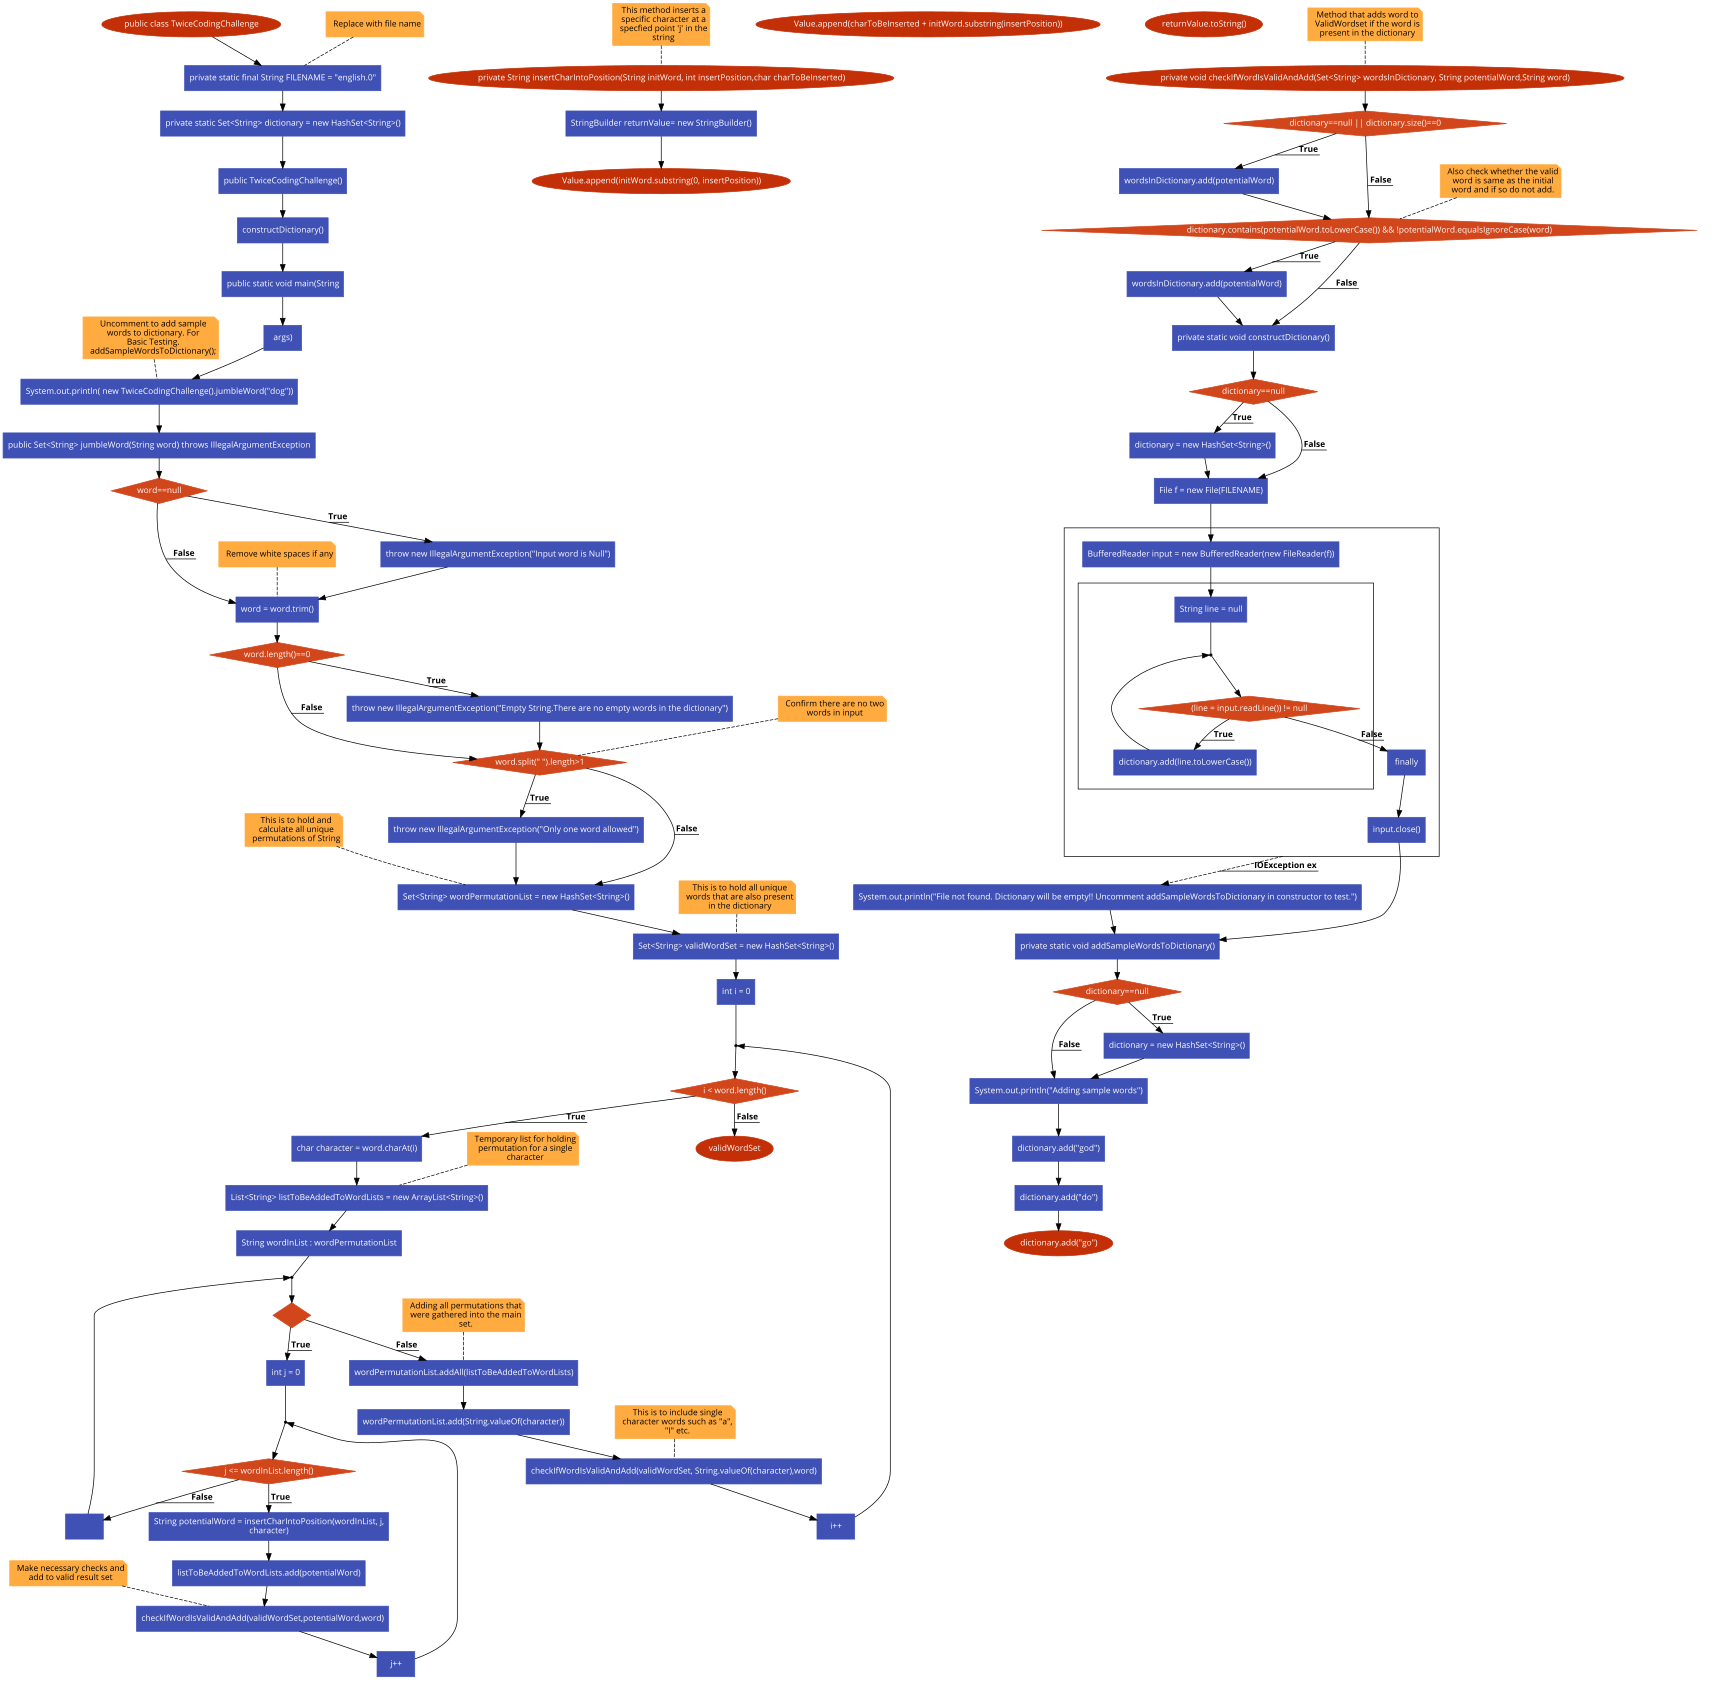 public class TwiceCodingChallenge
Replace with file name
private static final String FILENAME = "english.0"
private static Set<String> dictionary = new HashSet<String>()
public TwiceCodingChallenge()
constructDictionary()
public static void main(String
args)
Uncomment to add sample
words to dictionary. For
Basic Testing.
addSampleWordsToDictionary();
System.out.println( new TwiceCodingChallenge().jumbleWord("dog"))
public Set<String> jumbleWord(String word) throws IllegalArgumentException
word==null
True
False
Remove white spaces if any
throw new IllegalArgumentException("Input word is Null")
word = word.trim()
word.length()==0
True
False
throw new IllegalArgumentException("Empty String.There are no empty words in the dictionary")
Confirm there are no two
words in input
word.split(" ").length>1
True
False
This is to hold and
calculate all unique
permutations of String
throw new IllegalArgumentException("Only one word allowed")
Set<String> wordPermutationList = new HashSet<String>()
This is to hold all unique
words that are also present
in the dictionary
Set<String> validWordSet = new HashSet<String>()
int i = 0
i < word.length()
True
False
validWordSet
char character = word.charAt(i)
Temporary list for holding
permutation for a single
character
List<String> listToBeAddedToWordLists = new ArrayList<String>()
String wordInList : wordPermutationList
True
False
Adding all permutations that
were gathered into the main
set.
int j = 0
wordPermutationList.addAll(listToBeAddedToWordLists)
wordPermutationList.add(String.valueOf(character))
This is to include single
character words such as "a",
"I" etc.
checkIfWordIsValidAndAdd(validWordSet, String.valueOf(character),word)
i++
j <= wordInList.length()
False
True
String potentialWord = insertCharIntoPosition(wordInList, j,
character)
listToBeAddedToWordLists.add(potentialWord)
Make necessary checks and
add to valid result set
checkIfWordIsValidAndAdd(validWordSet,potentialWord,word)
j++
This method inserts a
specific character at a
specfied point 'j' in the
string
private String insertCharIntoPosition(String initWord, int insertPosition,char charToBeInserted)
StringBuilder returnValue= new StringBuilder()
Value.append(initWord.substring(0, insertPosition))
Value.append(charToBeInserted + initWord.substring(insertPosition))
returnValue.toString()
Method that adds word to
ValidWordset if the word is
present in the dictionary
private void checkIfWordIsValidAndAdd(Set<String> wordsInDictionary, String potentialWord,String word)
dictionary==null || dictionary.size()==0
True
False
wordsInDictionary.add(potentialWord)
Also check whether the valid
word is same as the initial
word and if so do not add.
dictionary.contains(potentialWord.toLowerCase()) && !potentialWord.equalsIgnoreCase(word)
True
False
wordsInDictionary.add(potentialWord)
private static void constructDictionary()
dictionary==null
True
False
dictionary = new HashSet<String>()
File f = new File(FILENAME)
BufferedReader input = new BufferedReader(new FileReader(f))
String line = null
(line = input.readLine()) != null
True
False
dictionary.add(line.toLowerCase())
finally
input.close()
IOException ex
System.out.println("File not found. Dictionary will be empty!! Uncomment addSampleWordsToDictionary in constructor to test.")
private static void addSampleWordsToDictionary()
dictionary==null
True
False
dictionary = new HashSet<String>()
System.out.println("Adding sample words")
dictionary.add("god")
dictionary.add("do")
dictionary.add("go")